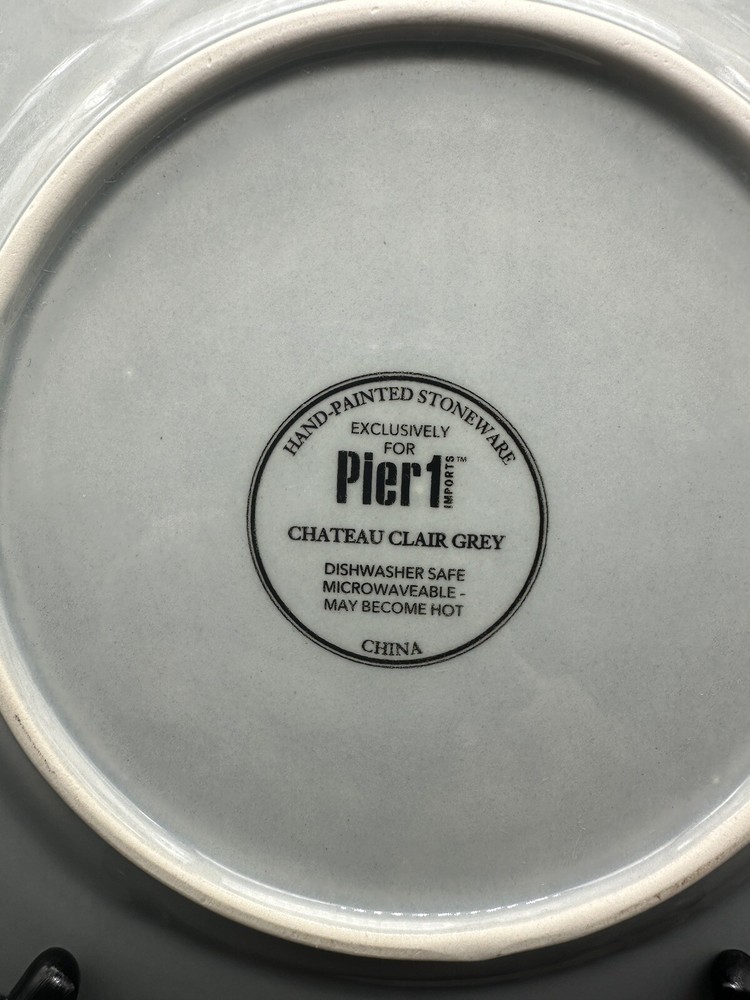 HAND-PAINTED STONEWARE
EXCLUSIVELY
FOR
Pier1 IMPORTS™
CHATEAU CLAIR GREY
DISHWASHER SAFE
MICROWAVEABLE -
MAY BECOME HOT
CHINA